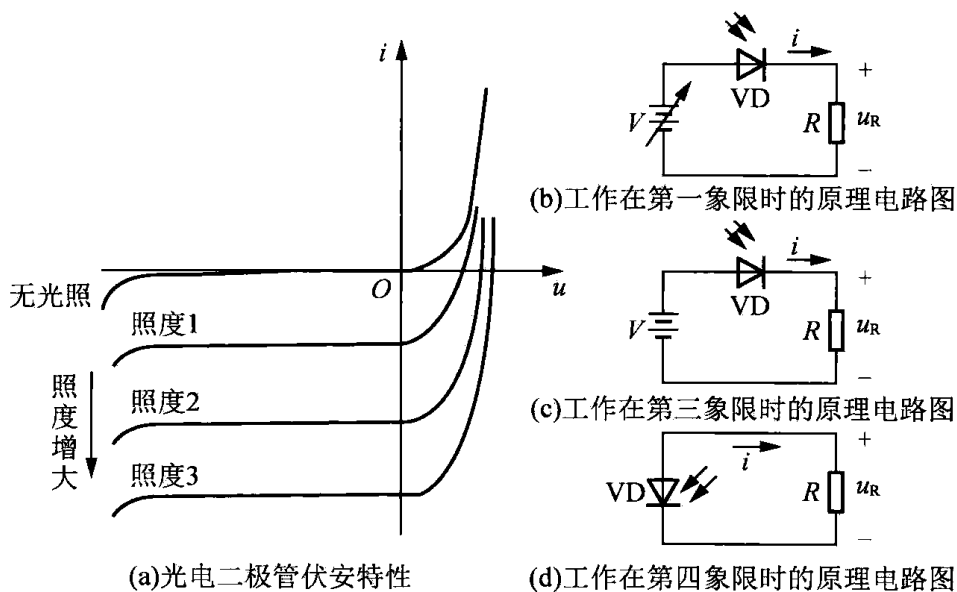 i
O
u
无光照
照度1
照度2
照度3
照度增大
(a)光电二极管伏安特性
i
VD
V
R
+
u_R
−
(b)工作在第一象限时的原理电路图
i
VD
V
R
+
u_R
−
(c)工作在第三象限时的原理电路图
i
VD
R
+
u_R
−
(d)工作在第四象限时的原理电路图